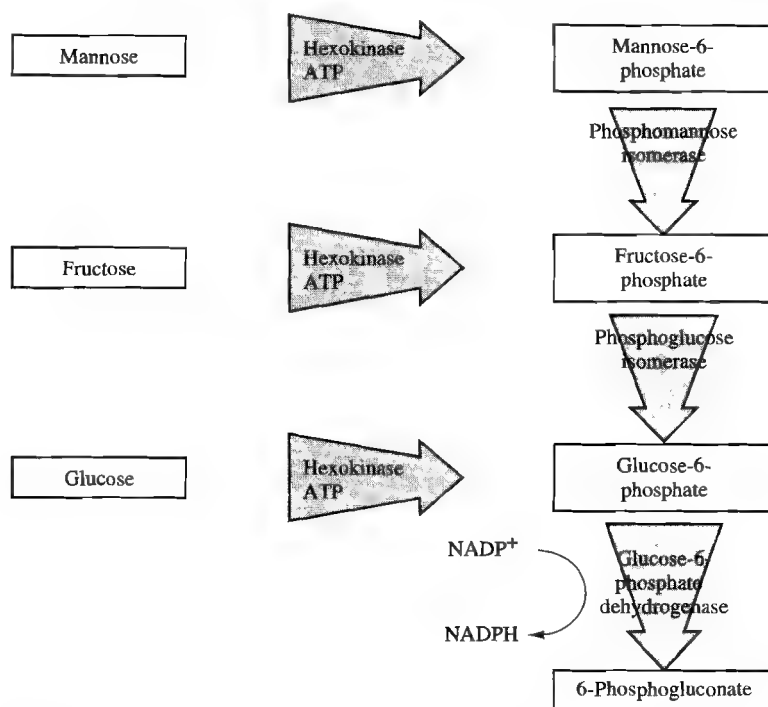 Mannose
Hexokinase
ATP
Mannose-6-
phosphate
Phosphomannose
isomerase
Fructose
Hexokinase
ATP
Fructose-6-
phosphate
Phosphoglucose
isomerase
Glucose
Hexokinase
ATP
Glucose-6-
phosphate
NADP⁺
NADPH
Glucose-6-
phosphate
dehydrogenase
6-Phosphogluconate